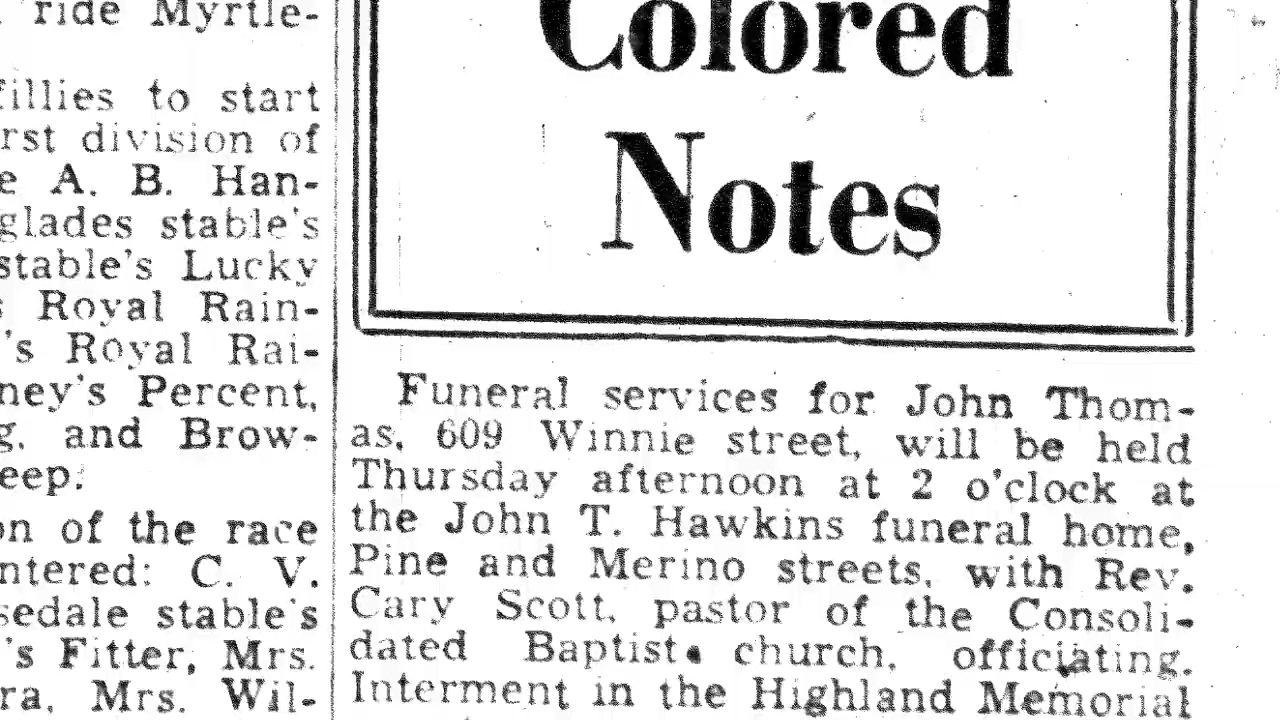 ride Myrtle-
fillies to start
rst division of
e A. B. Han-
glades stable's
stable's Lucky
s Royal Rain-
's Royal Rai-
ney's Percent,
g, and Brow-
eep.
on of the race
ntered: C. V.
sedale stable's
's Fitter, Mrs.
ra, Mrs. Wil-
Colored
Notes
Funeral services for John Thom-
as, 609 Winnie street, will be held
Thursday afternoon at 2 o'clock at
the John T. Hawkins funeral home,
Pine and Merino streets, with Rev.
Cary Scott, pastor of the Consoli-
dated Baptist church, officiating.
Interment in the Highland Memorial